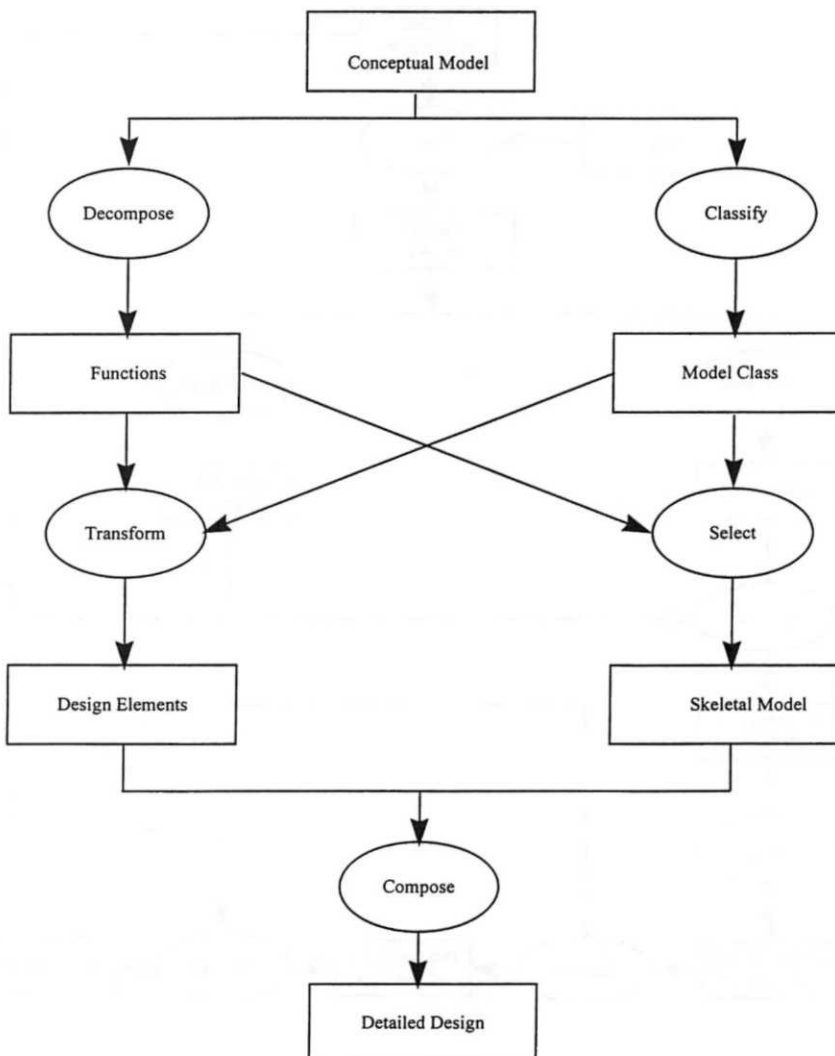 Conceptual Model
Decompose
Classify
Functions
Model Class
Transform
Select
Design Elements
Skeletal Model
Compose
Detailed Design